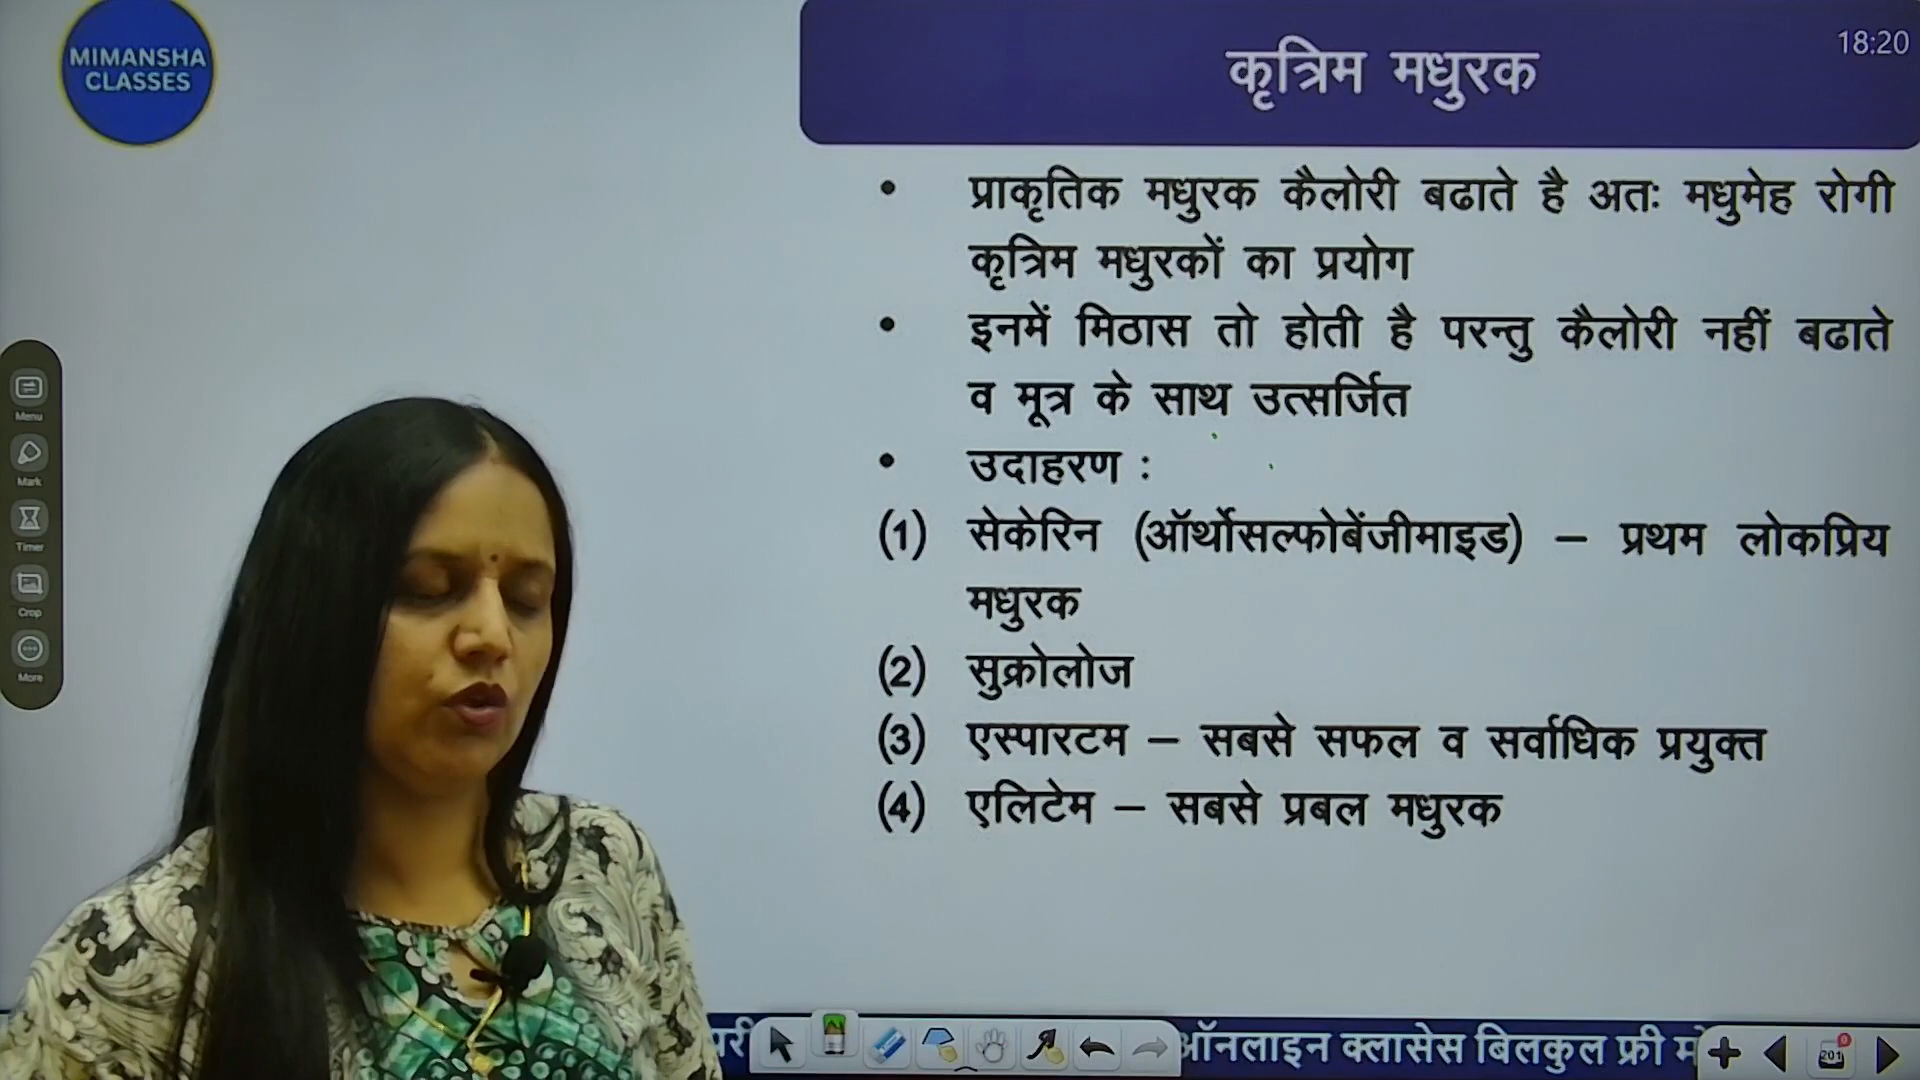 MIMANSHA
CLASSES
18:20
कृत्रिम मधुरक
• प्राकृतिक मधुरक कैलोरी बढाते है अतः मधुमेह रोगी
कृत्रिम मधुरकों का प्रयोग
• इनमें मिठास तो होती है परन्तु कैलोरी नहीं बढाते
व मूत्र के साथ उत्सर्जित
• उदाहरण :
(1) सेकेरिन (ऑर्थोसल्फोबेंजीमाइड) – प्रथम लोकप्रिय
मधुरक
(2) सुक्रोलोज
(3) एस्पारटम – सबसे सफल व सर्वाधिक प्रयुक्त
(4) एलिटेम – सबसे प्रबल मधुरक
Menu
Mark
Timer
Crop
More
ऑनलाइन क्लासेस बिलकुल फ्री
201
0